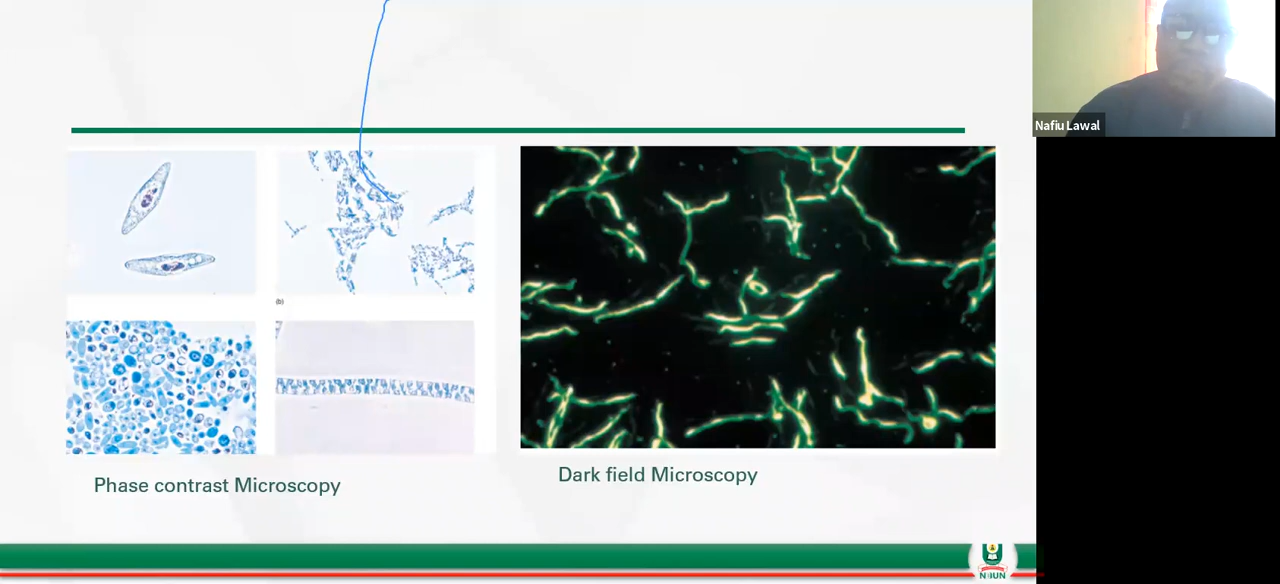 Nafiu Lawal
(b)
Phase contrast Microscopy
Dark field Microscopy
NOUN